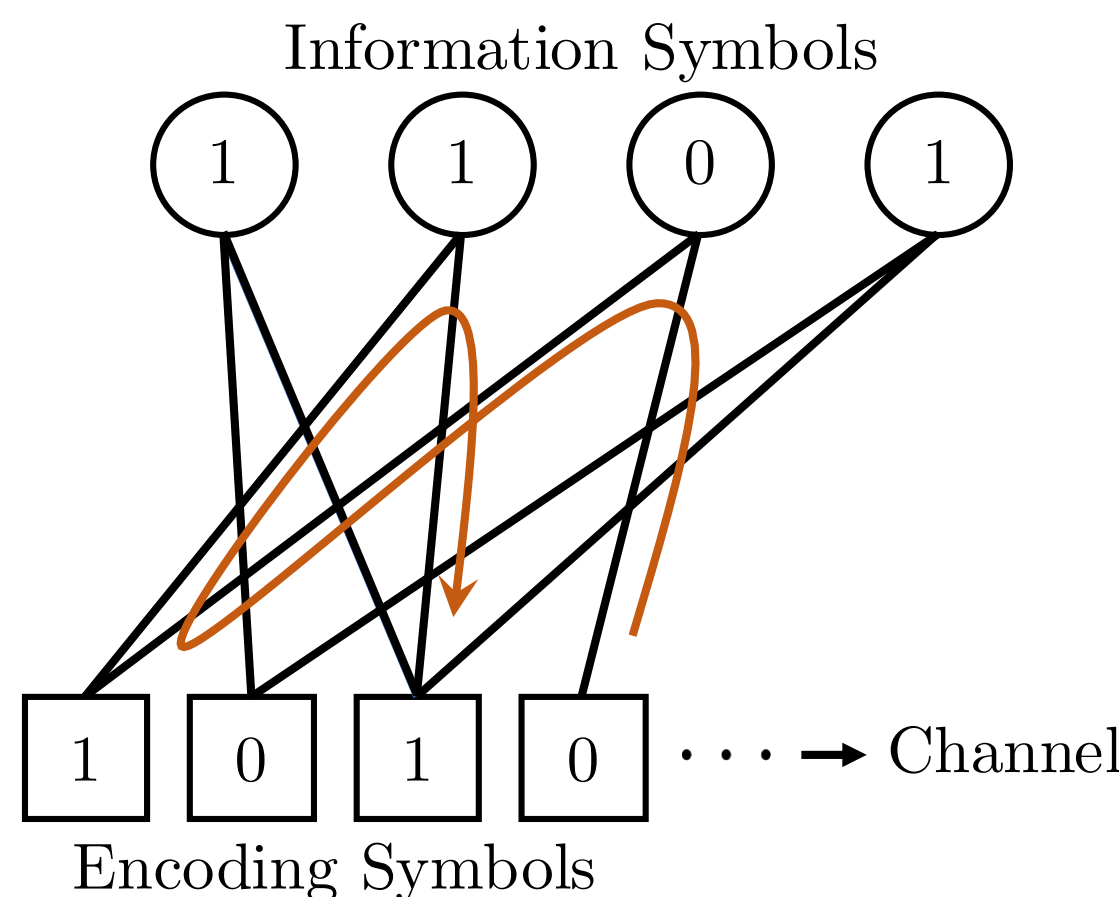 Information Symbols
1 1 0 1
1 0 1 0 · · · Channel
Encoding Symbols